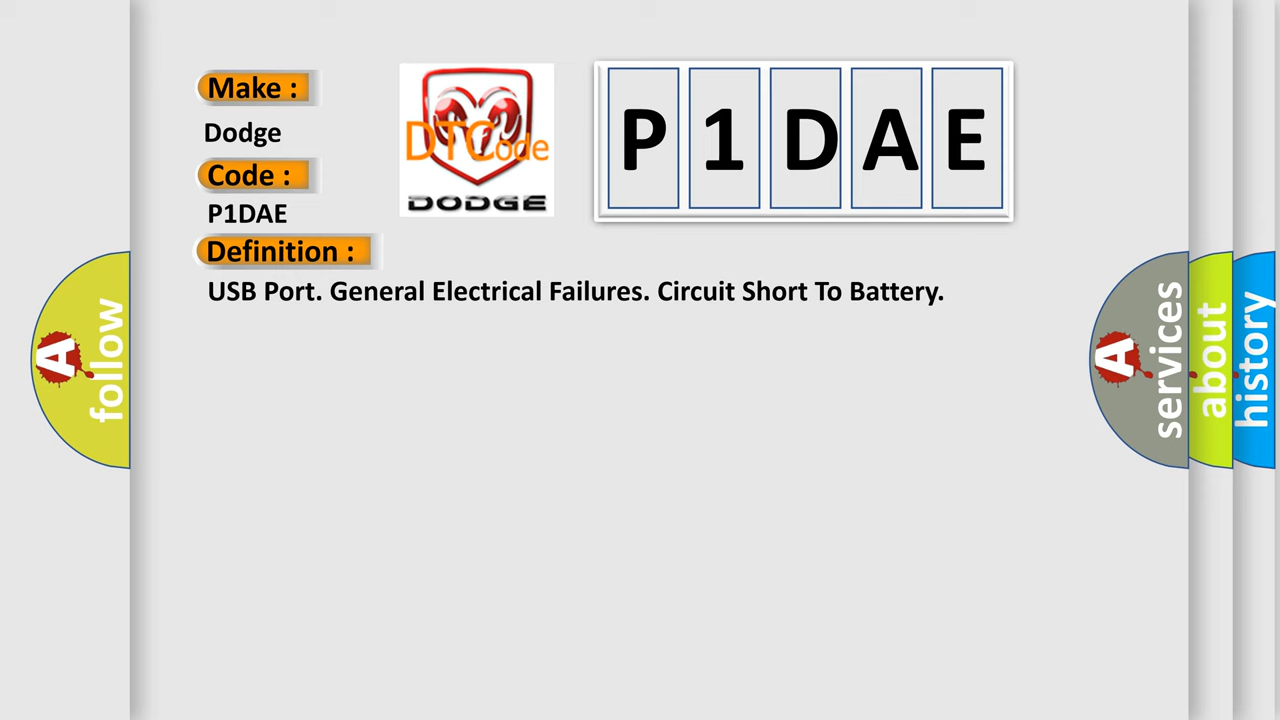 Make :
Dodge
Code :
P1DAE
Definition :
USB Port. General Electrical Failures. Circuit Short To Battery.
DTCode
DODGE
P 1 D A E
A
follow
A
services
about
history